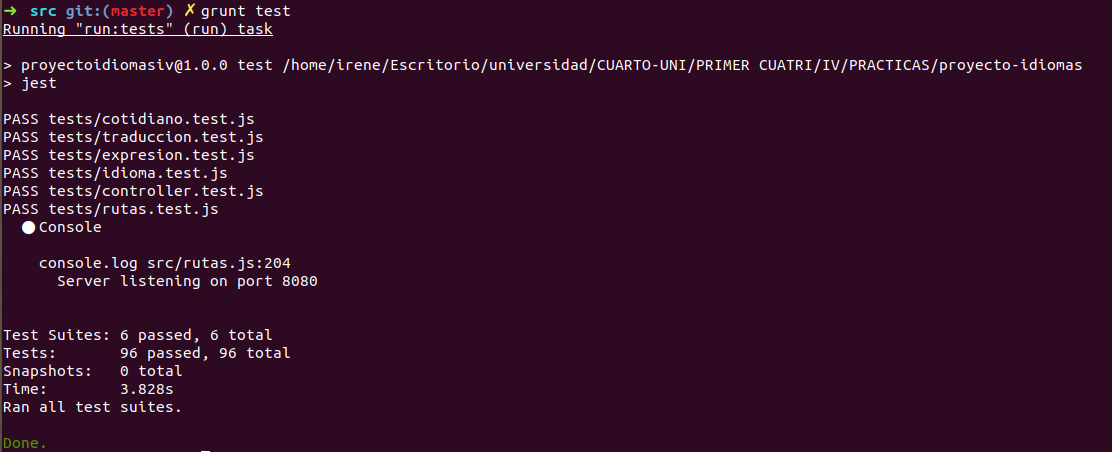 ➜ src git:(master) ✗ grunt test
Running "run:tests" (run) task
> proyectoidiomasiv@1.0.0 test /home/irene/Escritorio/universidad/CUARTO-UNI/PRIMER CUATRI/IV/PRACTICAS/proyecto-idiomas
> jest
PASS tests/cotidiano.test.js
PASS tests/traduccion.test.js
PASS tests/expresion.test.js
PASS tests/idioma.test.js
PASS tests/controller.test.js
PASS tests/rutas.test.js
● Console
console.log src/rutas.js:204
Server listening on port 8080
Test Suites: 6 passed, 6 total
Tests: 96 passed, 96 total
Snapshots: 0 total
Time: 3.828s
Ran all test suites.
Done.